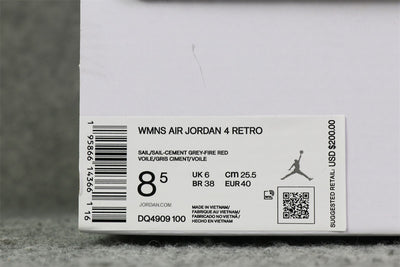 WMNS AIR JORDAN 4 RETRO
SAIL/SAIL-CEMENT GREY-FIRE RED
VOILE/GRIS CIMENT/VOILE
8 5
UK 6 cm 25.5
BR 38 EUR 40
JORDAN.COM
DQ4909 100
MADE IN VIETNAM/
FABRIQUE AU VIETNAM/
FABRICADO NO VIETNÃ/
HECHO EN VIETNAM
1 95866 14366 1 16
SUGGESTED RETAIL: USD $200.00